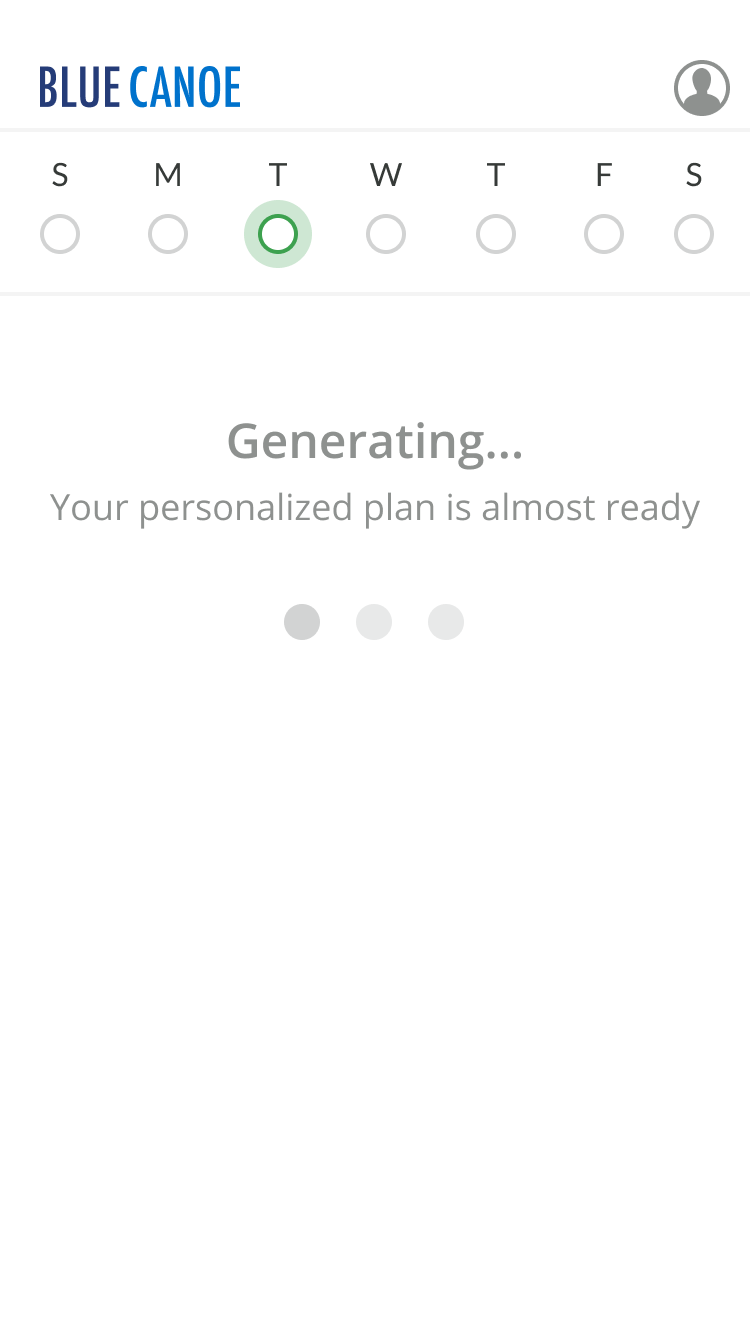 BLUE CANOE
S M T W T F S
Generating...
Your personalized plan is almost ready